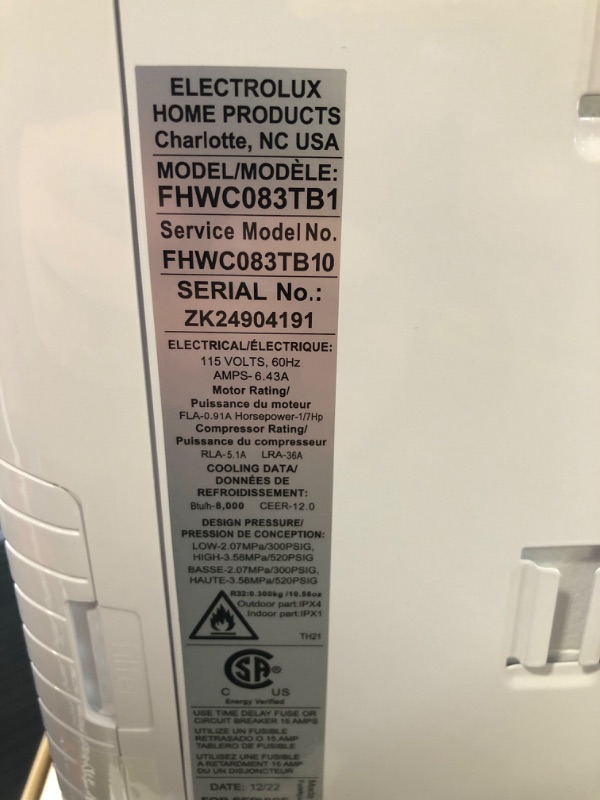 ELECTROLUX
HOME PRODUCTS
Charlotte, NC USA
MODEL/MODÈLE:
FHWC083TB1
Service Model No.
FHWC083TB10
SERIAL No.:
ZK24904191
ELECTRICAL/ÉLECTRIQUE:
115 VOLTS, 60Hz
AMPS- 6.43A
Motor Rating/
Puissance du moteur
FLA-0.91A Horsepower-1/7Hp
Compressor Rating/
Puissance du compresseur
RLA-5.1A LRA-36A
COOLING DATA/
DONNÉES DE
REFROIDISSEMENT:
Btu/h-8,000 CEER-12.0
DESIGN PRESSURE/
PRESSION DE CONCEPTION:
LOW-2.07MPa/300PSIG,
HIGH-3.58MPa/520PSIG
BASSE-2.07MPa/300PSIG,
HAUTE-3.58MPa/520PSIG
R32:0.300kg /10.58oz
Outdoor part:IPX4
Indoor part:IPX1
TH21
CSA®
C US
Energy Verified
USE TIME DELAY FUSE OR
CIRCUIT BREAKER 15 AMPS
UTILIZE UN FUSIBLE
RETRASADO O 15 AMP
TABLERO DE FUSIBLE
UTILISEZ UNE FUSIBLE
A RETARDMENT 15 AMP
OU UN DISJONCTEUR
DATE: 12/22
FOR SERVICE